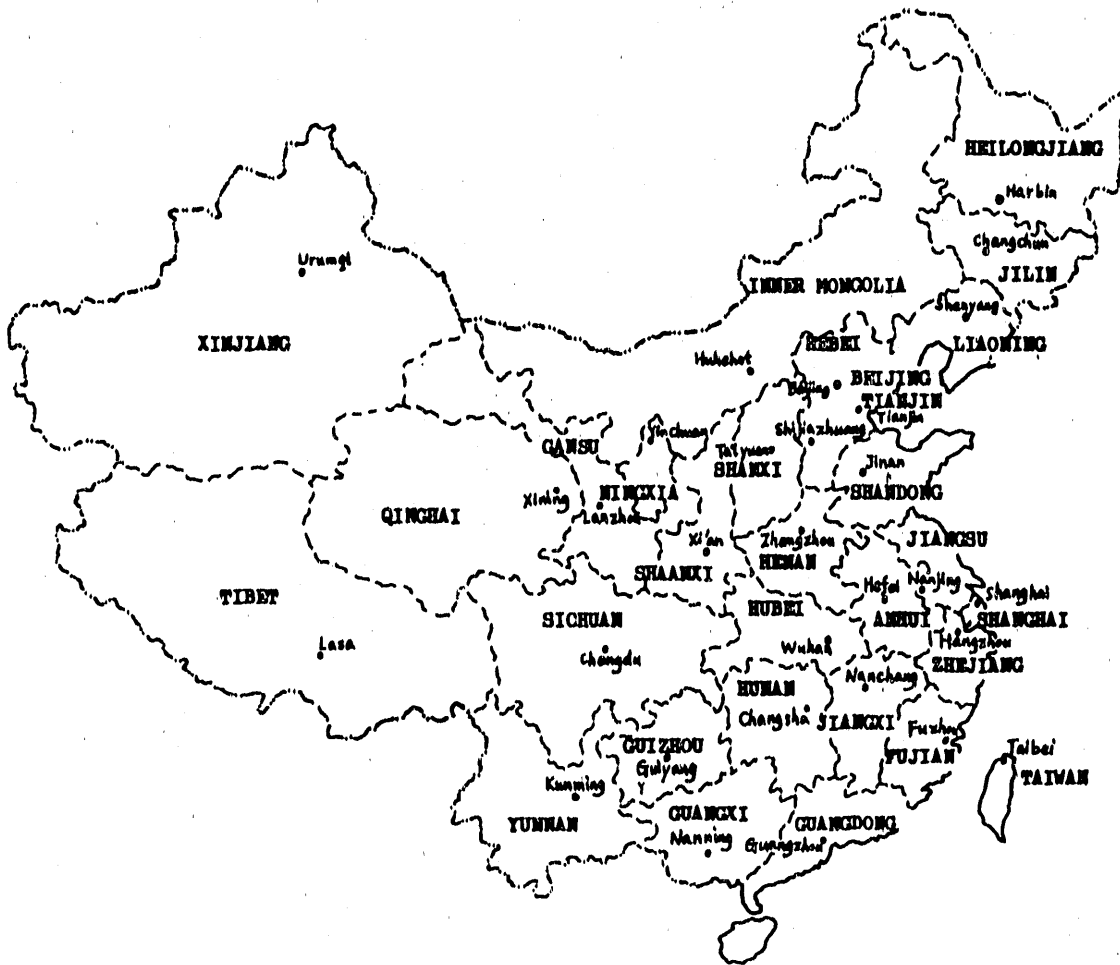 HEILONGJIANG
Harbin
Changchun
JILIN
Urumqi
INNER MONGOLIA
Shenyang
XINJIANG
HEBEI
LIAONING
Huhehot
Beijing
BEIJING
TIANJIN
Tianjin
Yinchuan
Shijiazhuang
GANSU
Taiyuan
SHANXI
Jinan
Xining
NINGXIA
SHANDONG
QINGHAI
Lanzhou
Xi'an
Zhengzhou
JIANGSU
HENAN
SHAANXI
Hefei
Nanjing
TIBET
Shanghai
HUBEI
SICHUAN
ANHUI
SHANGHAI
Hangzhou
Lasa
Wuhan
Chengdu
ZHEJIANG
Nanchang
HUNAN
Changsha
JIANGXI
Fuzhou
GUIZHOU
FUJIAN
Taibei
Guiyang
TAIWAN
Kunming
GUANGXI
YUNNAN
GUANGDONG
Nanning
Guangzhou